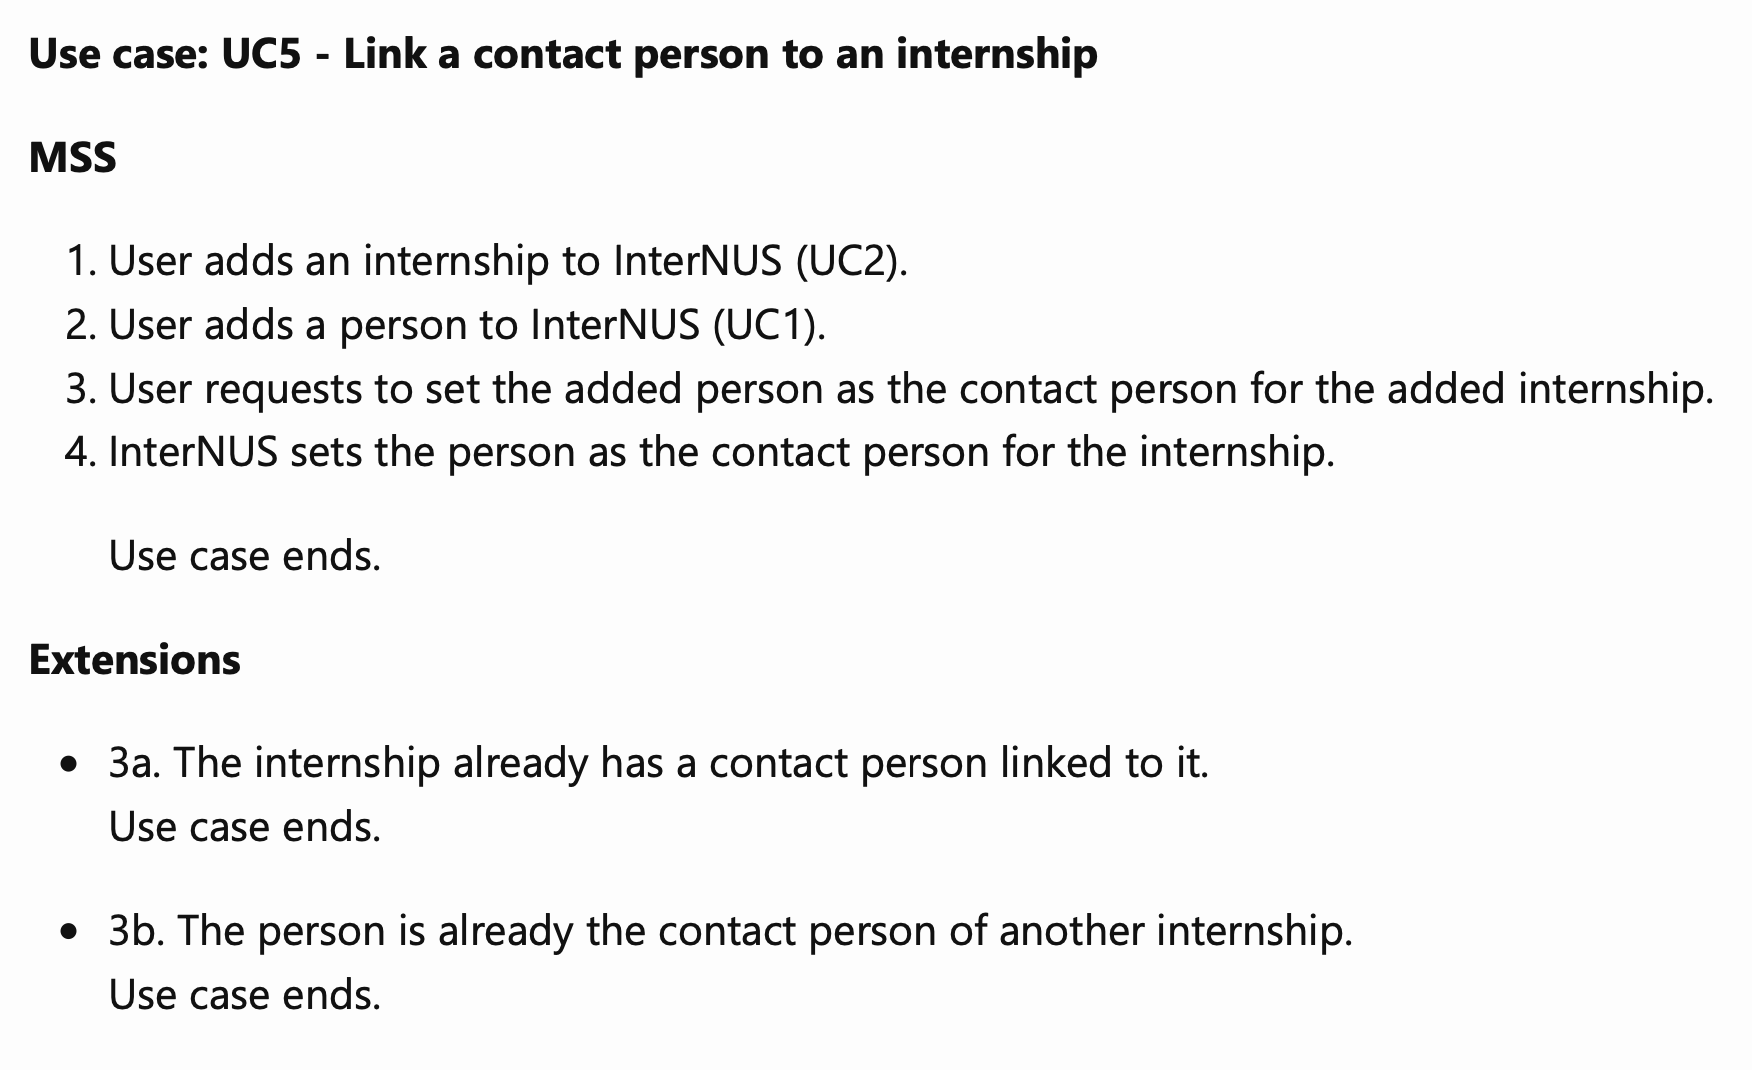 Use case: UC5 - Link a contact person to an internship
MSS
1. User adds an internship to InterNUS (UC2).
2. User adds a person to InterNUS (UC1).
3. User requests to set the added person as the contact person for the added internship.
4. InterNUS sets the person as the contact person for the internship.
Use case ends.
Extensions
• 3a. The internship already has a contact person linked to it.
Use case ends.
• 3b. The person is already the contact person of another internship.
Use case ends.